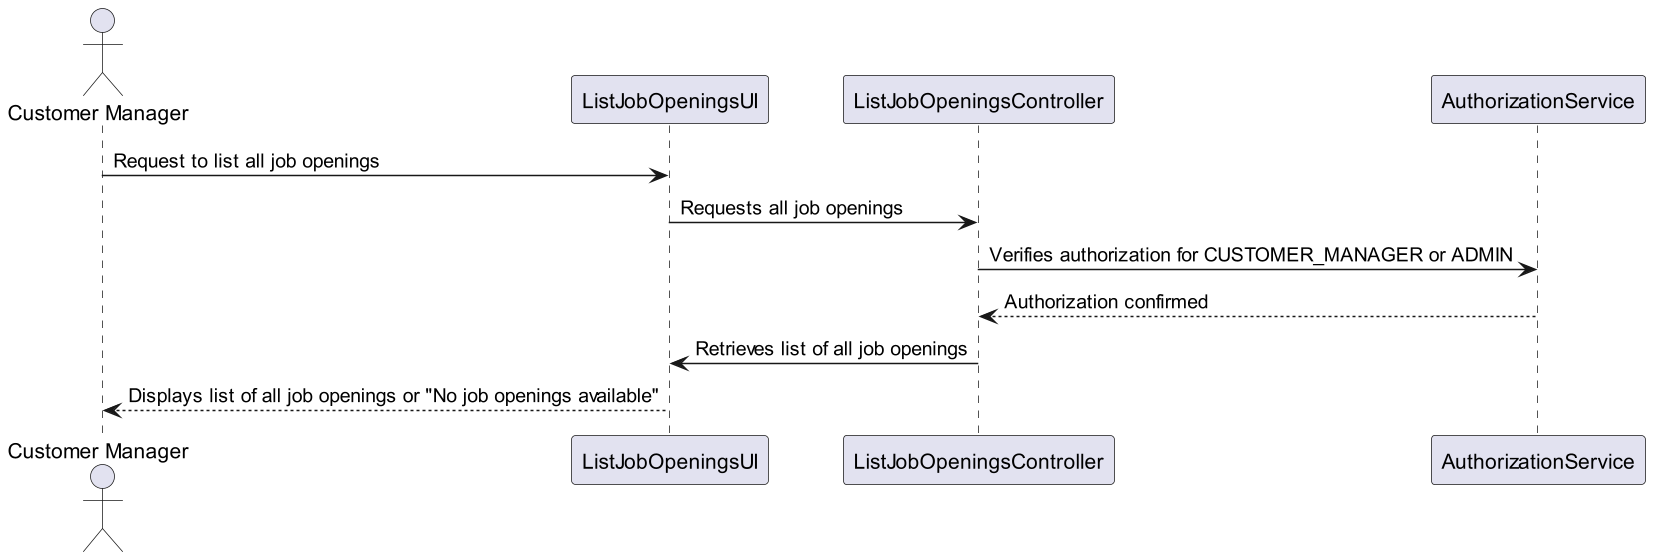 Customer Manager
ListJobOpeningsUI
ListJobOpeningsController
AuthorizationService
Request to list all job openings
Requests all job openings
Verifies authorization for CUSTOMER_MANAGER or ADMIN
Authorization confirmed
Retrieves list of all job openings
Displays list of all job openings or "No job openings available"
Customer Manager
ListJobOpeningsUI
ListJobOpeningsController
AuthorizationService